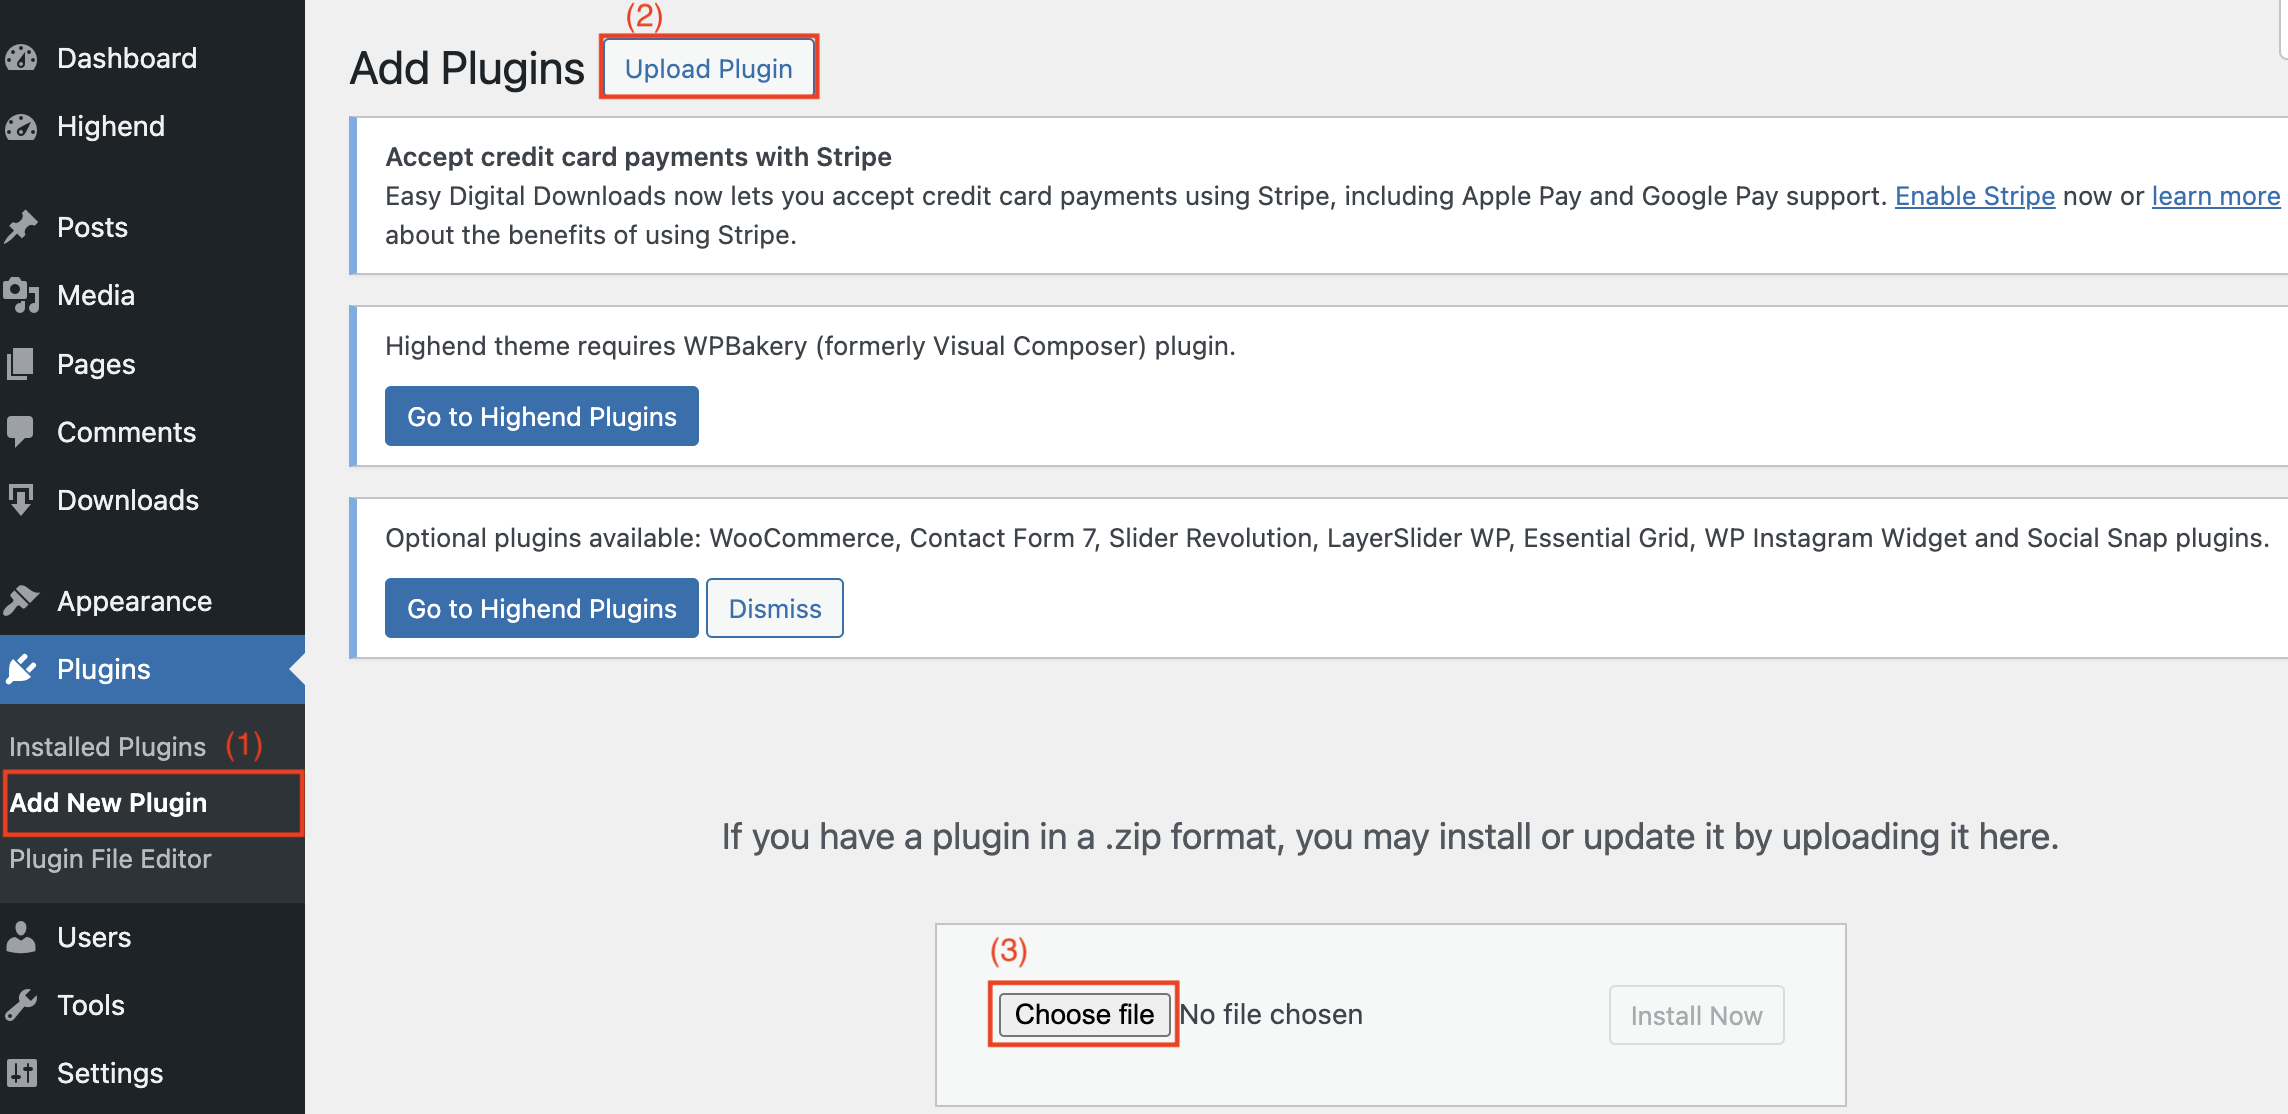 Dashboard
Highend
Posts
Media
Pages
Comments
Downloads
Appearance
Plugins
Installed Plugins (1)
Add New Plugin
Plugin File Editor
Users
Tools
Settings
(2)
Add Plugins Upload Plugin
Accept credit card payments with Stripe
Easy Digital Downloads now lets you accept credit card payments using Stripe, including Apple Pay and Google Pay support. Enable Stripe now or learn more
about the benefits of using Stripe.
Highend theme requires WPBakery (formerly Visual Composer) plugin.
Go to Highend Plugins
Optional plugins available: WooCommerce, Contact Form 7, Slider Revolution, LayerSlider WP, Essential Grid, WP Instagram Widget and Social Snap plugins.
Go to Highend Plugins Dismiss
If you have a plugin in a .zip format, you may install or update it by uploading it here.
(3)
Choose file No file chosen Install Now